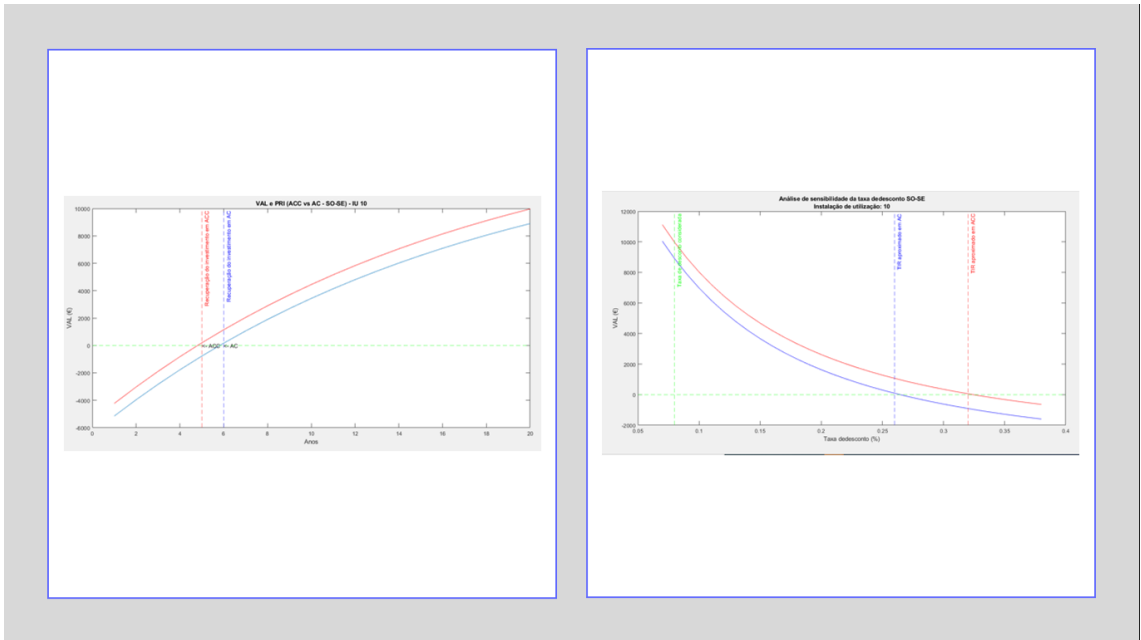 VAL e PRI (ACC vs AC - SO-SE) - IU 10
10000
8000
6000
4000
2000
0
-2000
-4000
-6000
VAL (€)
Recuperação do investimento em ACC
Recuperação do investimento em AC
<-- ACC
<-- AC
0 2 4 6 8 10 12 14 16 18 20
Anos
Análise de sensibilidade da taxa dedesconto SO-SE
Instalação de utilização: 10
12000
10000
8000
6000
4000
2000
0
-2000
VAL (€)
Taxa de
TIR aproximado em AC
TIR aproximado em ACC
0.05 0.1 0.15 0.2 0.25 0.3 0.35 0.4
Taxa dedesconto (%)